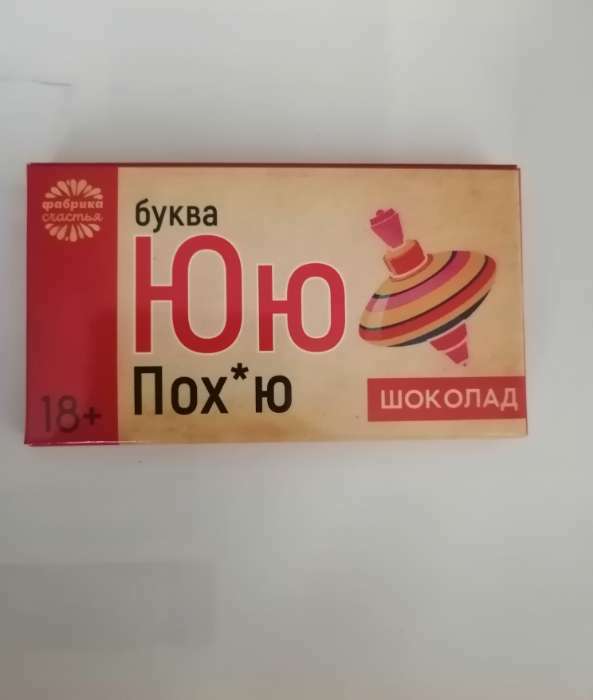 фабрика
счастья
буква
Юю
Пох*ю
18+
ШОКОЛАД